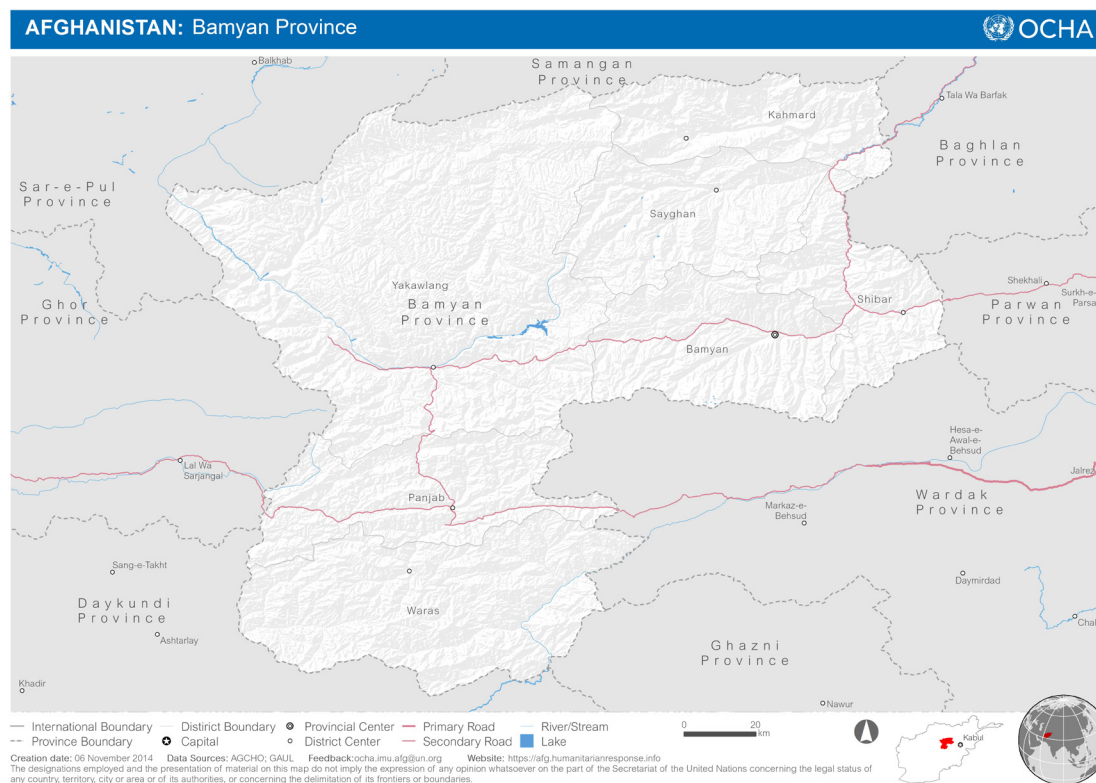 AFGHANISTAN: Bamyan Province
OCHA
Balkhab
Samangan
Province
Kahmard
Tala Wa Barfak
Baghlan
Province
Sar-e-Pul
Province
Sayghan
Ghor
Province
Yakawlang
Bamyan
Province
Shibar
Shekhali
Surkh-e-
Parsa
Parwan
Province
Bamyan
Hesa-e-
Awal-e-
Behsud
Lal Wa
Sarjangal
Jalrez
Panjab
Markaz-e-
Behsud
Wardak
Province
Sang-e-Takht
Daymirdad
Daykundi
Province
Waras
Ashtarlay
Chak
Ghazni
Province
Khadir
Nawur
International Boundary
District Boundary
Provincial Center
Primary Road
River/Stream
Province Boundary
Capital
District Center
Secondary Road
Lake
0 20
km
Kabul
Creation date: 06 November 2014 Data Sources: AGCHO; GAUL Feedback:ocha.imu.afg@un.org Website: https://afg.humanitarianresponse.info
The designations employed and the presentation of material on this map do not imply the expression of any opinion whatsoever on the part of the Secretariat of the United Nations concerning the legal status of
any country, territory, city or area or of its authorities, or concerning the delimitation of its frontiers or boundaries.